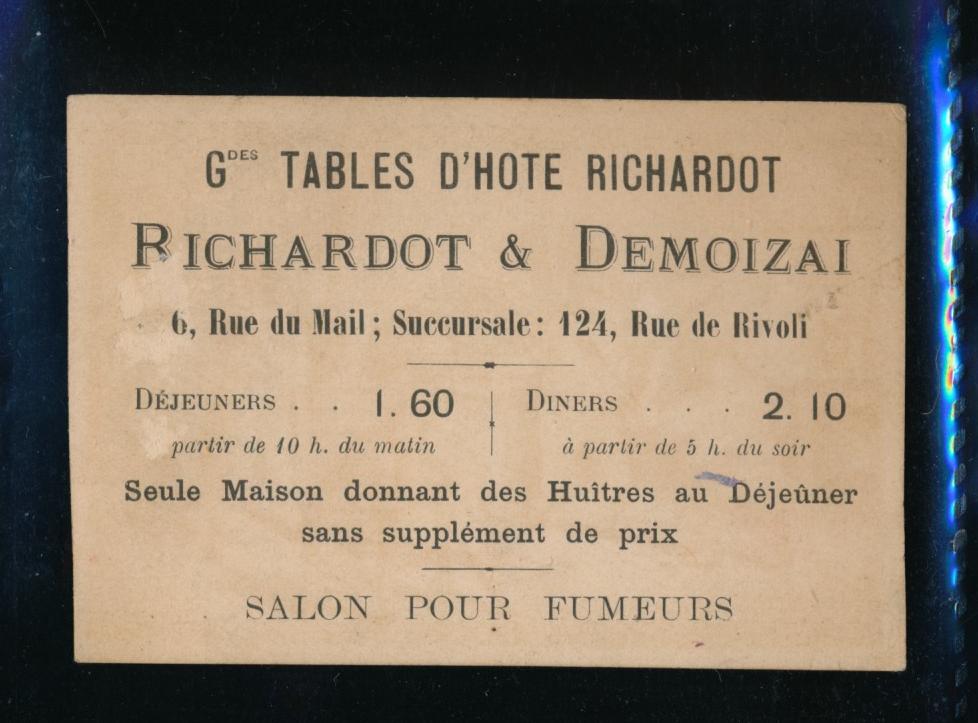 Gdes TABLES D'HOTE RICHARDOT
RICHARDOT & DEMOIZAI
6, Rue du Mail ; Succursale : 124, Rue de Rivoli
DÉJEUNERS . . 1. 60
partir de 10 h. du matin
DINERS . . . 2. 10
à partir de 5 h. du soir
Seule Maison donnant des Huîtres au Déjeûner
sans supplément de prix
SALON POUR FUMEURS